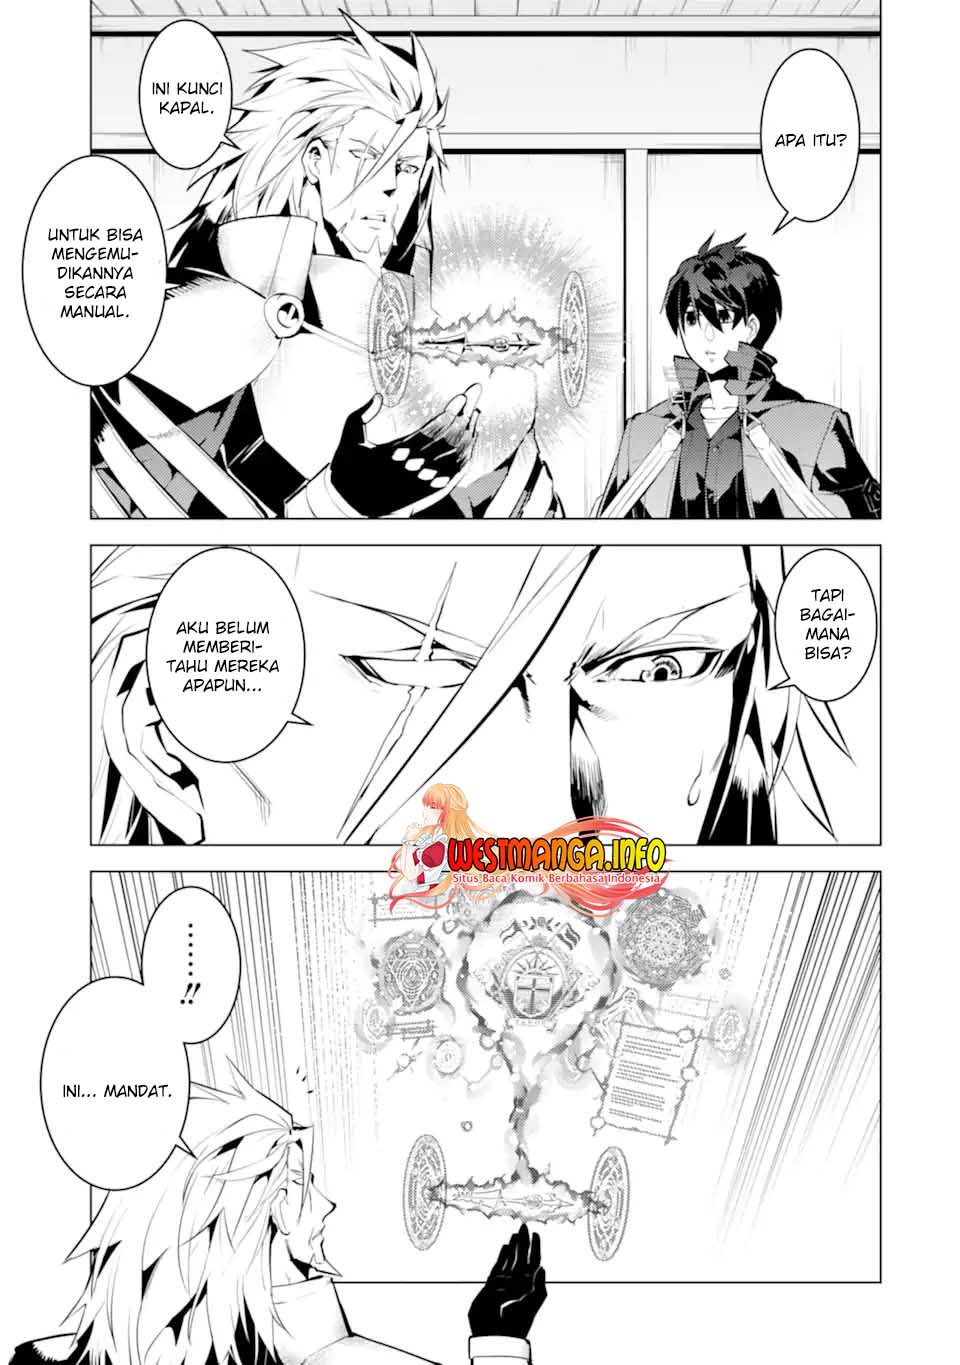 APA ITU?
INI KUNCI
KAPAL.
UNTUK BISA
MENGEMU-
DIKANNYA
SECARA
MANUAL.
TAPI
BAGAI-
MANA
BISA?
AKU BELUM
MEMBERI-
TAHU MEREKA
APAPUN...
WESTMANGA.INFO
Situs Baca Komik Berbahasa Indonesia
......!!
INI... MANDAT.